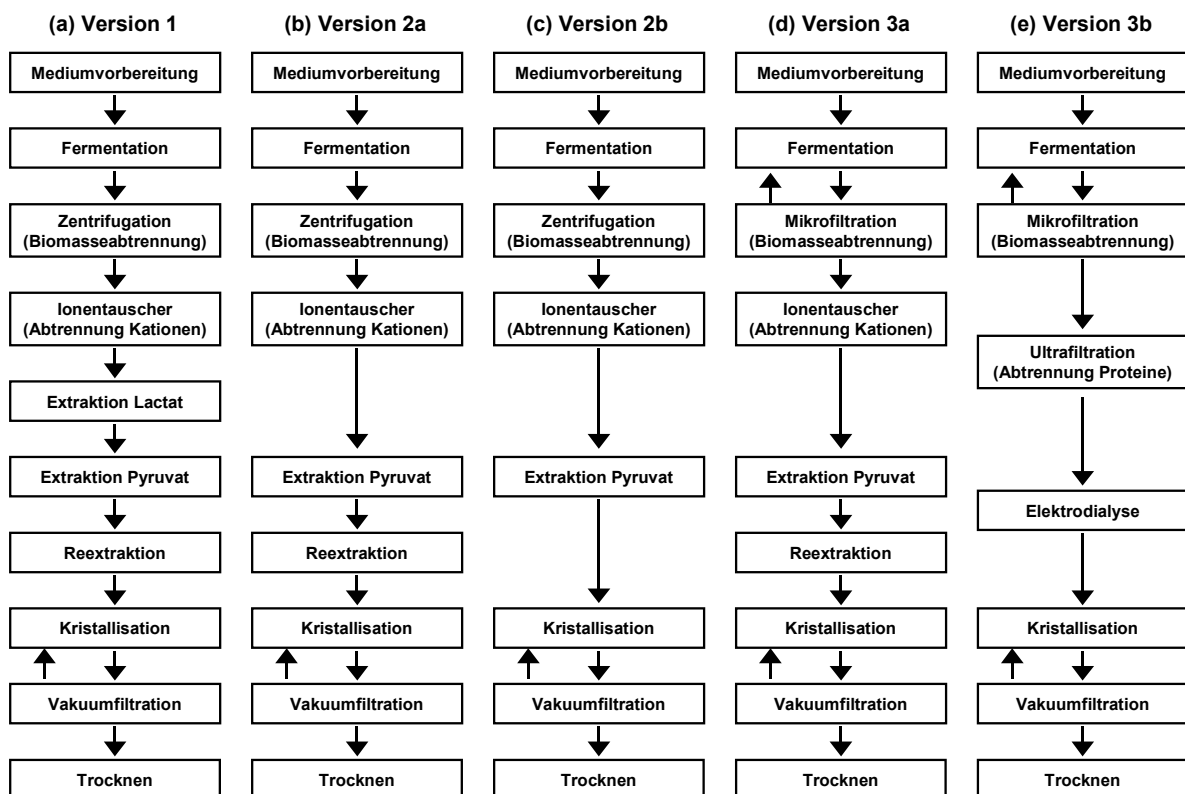 (a) Version 1
Mediumvorbereitung
Fermentation
Zentrifugation
(Biomasseabtrennung)
Ionentauscher
(Abtrennung Kationen)
Extraktion Lactat
Extraktion Pyruvat
Reextraktion
Kristallisation
Vakuumfiltration
Trocknen
(b) Version 2a
Mediumvorbereitung
Fermentation
Zentrifugation
(Biomasseabtrennung)
Ionentauscher
(Abtrennung Kationen)
Extraktion Pyruvat
Reextraktion
Kristallisation
Vakuumfiltration
Trocknen
(c) Version 2b
Mediumvorbereitung
Fermentation
Zentrifugation
(Biomasseabtrennung)
Ionentauscher
(Abtrennung Kationen)
Extraktion Pyruvat
Kristallisation
Vakuumfiltration
Trocknen
(d) Version 3a
Mediumvorbereitung
Fermentation
Mikrofiltration
(Biomasseabtrennung)
Ionentauscher
(Abtrennung Kationen)
Extraktion Pyruvat
Reextraktion
Kristallisation
Vakuumfiltration
Trocknen
(e) Version 3b
Mediumvorbereitung
Fermentation
Mikrofiltration
(Biomasseabtrennung)
Ultrafiltration
(Abtrennung Proteine)
Elektrodialyse
Kristallisation
Vakuumfiltration
Trocknen